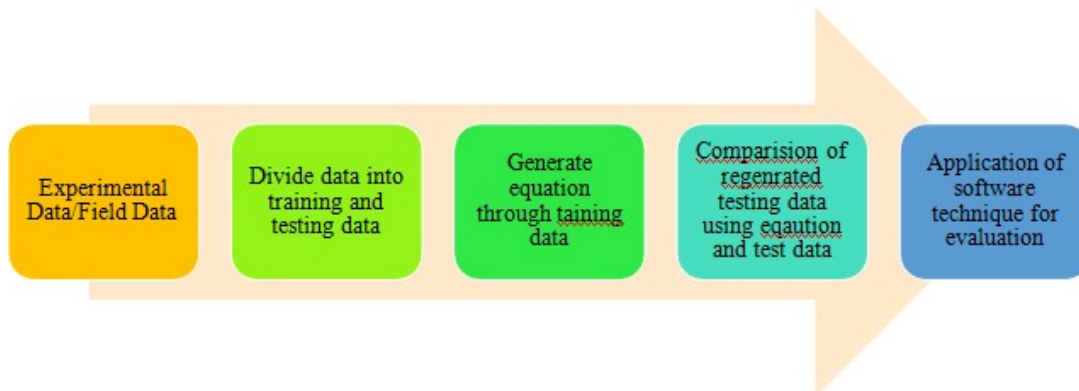 Experimental
Data/Field Data
Divide data into
training and
testing data
Generate
equation
through taining
data
Comparision of
regenrated
testing data
using eqaution
and test data
Application of
software
technique for
evaluation